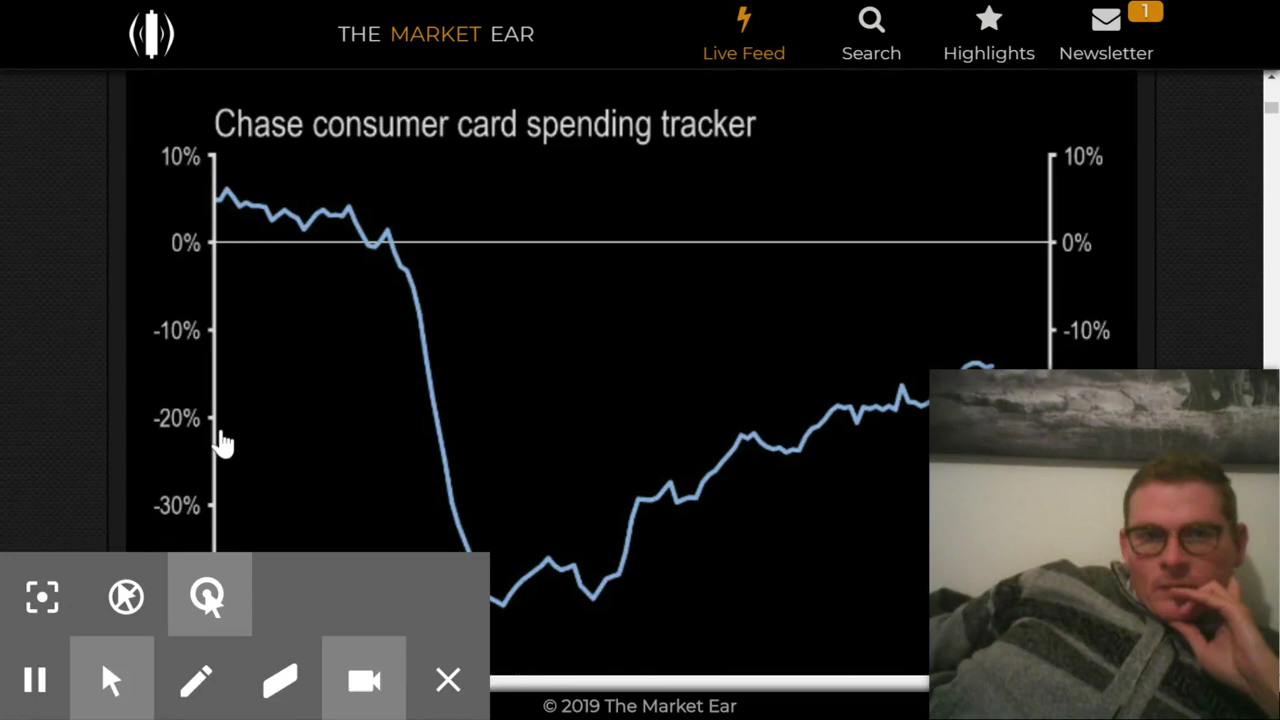 THE MARKET EAR
Live Feed
Search
Highlights
1
Newsletter
Chase consumer card spending tracker
10%
10%
0%
0%
-10%
-10%
-20%
-30%
© 2019 The Market Ear